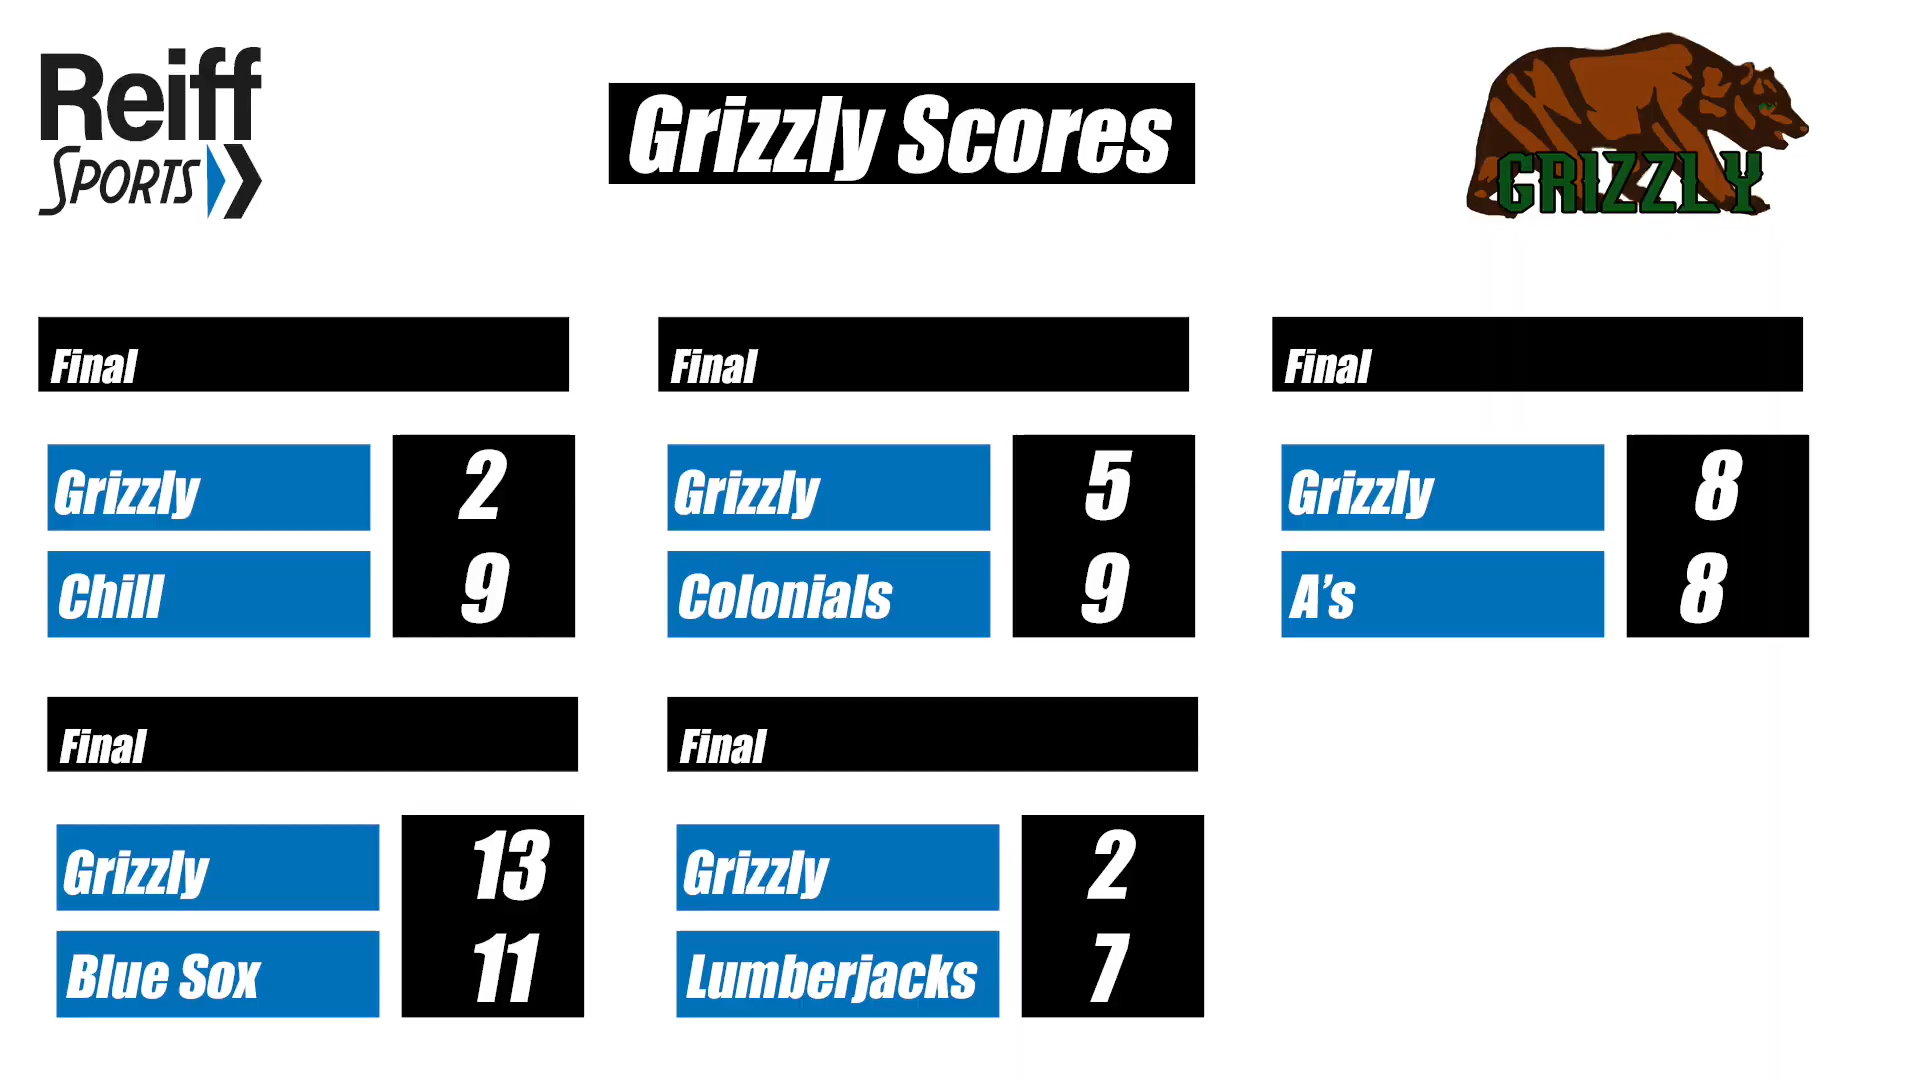 Reiff
SPORTS
Grizzly Scores
GRIZZLY
Final
Grizzly 2
Chill 9
Final
Grizzly 5
Colonials 9
Final
Grizzly 8
A's 8
Final
Grizzly 13
Blue Sox 11
Final
Grizzly 2
Lumberjacks 7